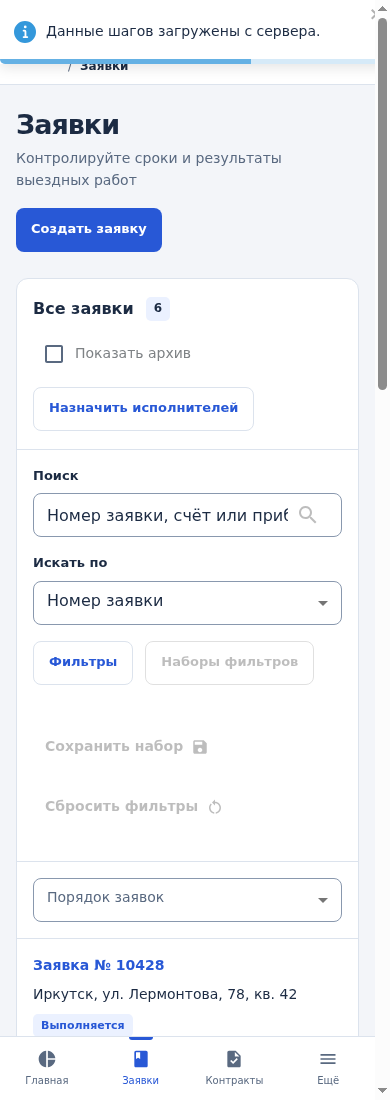 Данные шагов загружены с сервера.
/ Заявки
Заявки
Контролируйте сроки и результаты
выездных работ
Создать заявку
Все заявки 6
Показать архив
Назначить исполнителей
Поиск
Номер заявки, счёт или приб
Искать по
Номер заявки
Фильтры Наборы фильтров
Сохранить набор
Сбросить фильтры
Порядок заявок
Заявка № 10428
Иркутск, ул. Лермонтова, 78, кв. 42
Выполняется
Главная Заявки Контракты Ещё